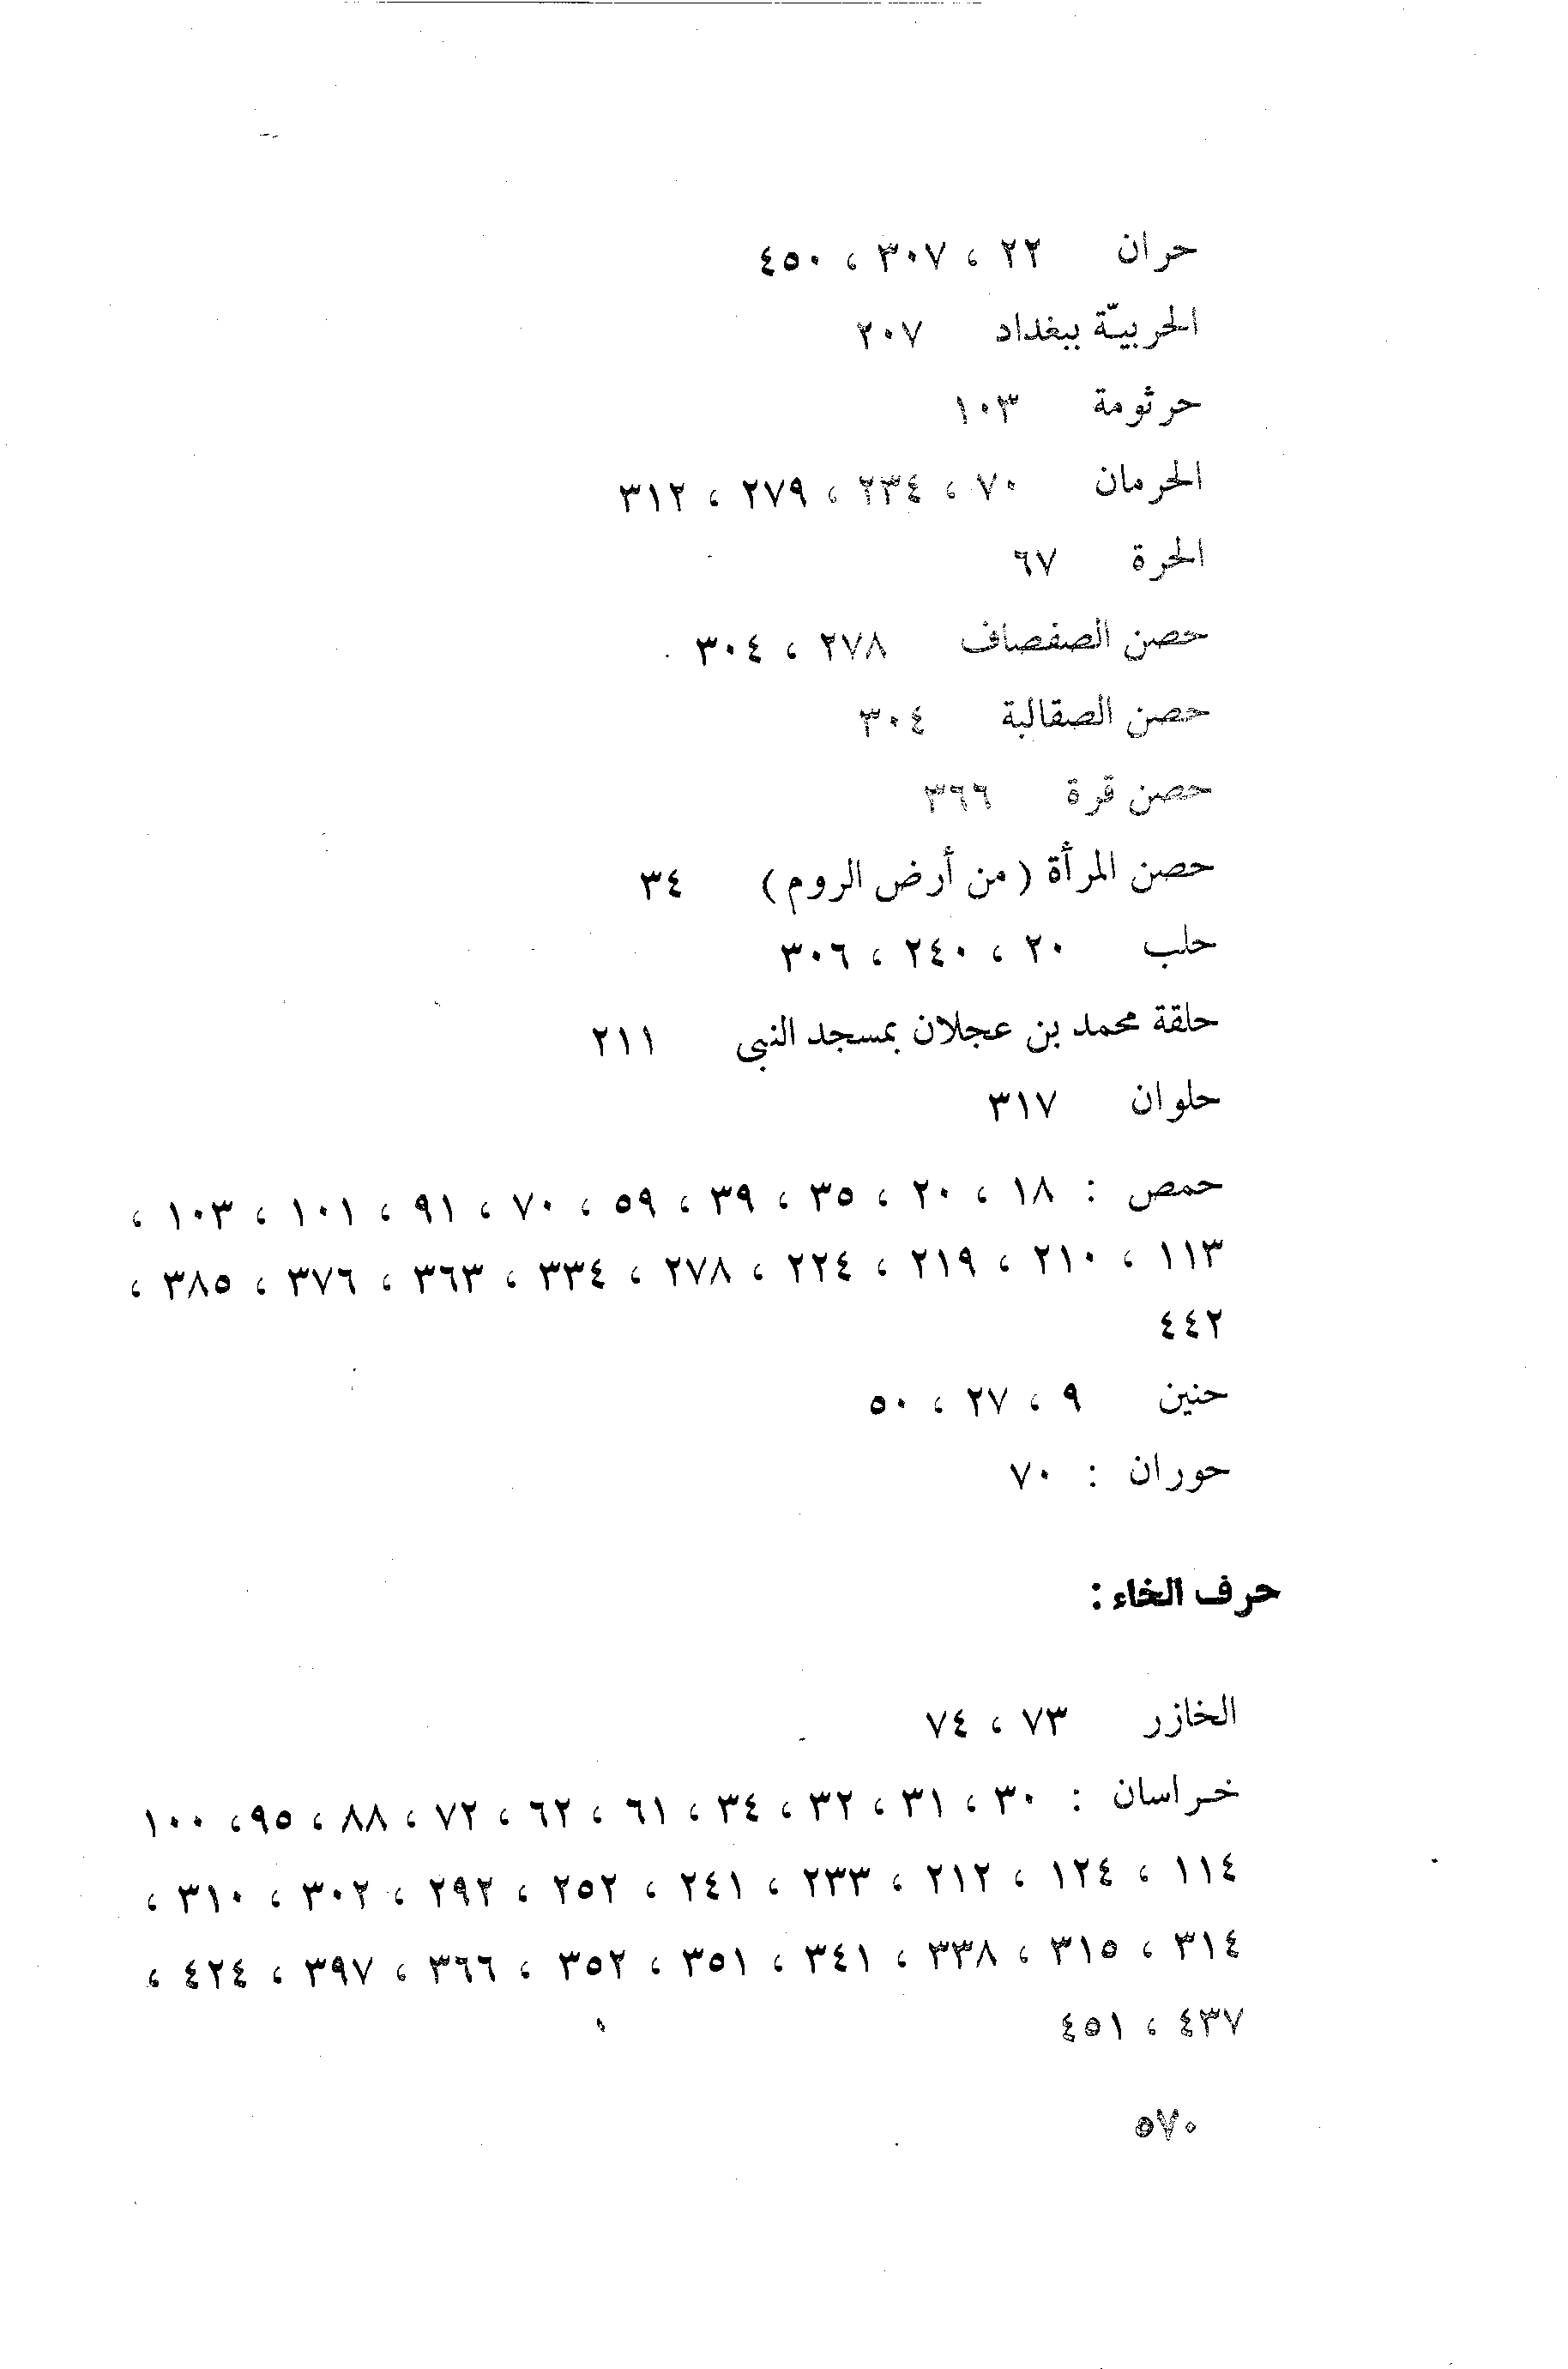 حران ٢٢ ، ٣٠٧ ، ٤٥٠
الحربيّة ببغداد ٢٠٧
حرثومة ١٠٣
الحرمان ٧٠ ، ٢٣٤ ، ٢٧٩ ، ٣١٢
الحرة ٦٧
حصن الصفصاف ٢٧٨ ، ٣٠٤ .
حصن الصقالبة ٣٠٤
حصن قرة ٣٦٦
حصن المرأة ( من أرض الروم ) ٣٤
حلب ٢٠ ، ٢٤٠ ، ٣٠٦
حلقة محمد بن عجلان بمسجد النبى ٢١١
حلوان ٣١٧
حمص : ١٨ ، ٢٠ ، ٣٥ ، ٣٩ ، ٥٩ ، ٧٠ ، ٩١ ، ١٠١ ، ١٠٣ ،
١١٣ ، ٢١٠ ، ٢١٩ ، ٢٢٤ ، ٢٧٨ ، ٣٣٤ ، ٣٦٣ ، ٣٧٦ ، ٣٨٥ ،
٤٤٢
حنين ٩ ، ٢٧ ، ٥٠
حوران : ٧٠
حرف الخاء :
الخازر ٧٣ ، ٧٤
خراسان : ٣٠ ، ٣١ ، ٣٢ ، ٣٤ ، ٦١ ، ٦٢ ، ٧٢ ، ٨٨ ، ٩٥ ، ١٠٠
١١٤ ، ١٢٤ ، ٢١٢ ، ٢٣٣ ، ٢٤١ ، ٢٥٢ ، ٢٩٢ ، ٣٠٢ ، ٣١٠ ،
٣١٤ ، ٣١٥ ، ٣٣٨ ، ٣٤١ ، ٣٥١ ، ٣٥٢ ، ٣٦٦ ، ٣٩٧ ، ٤٢٤ ،
٤٣٧ ، ٤٥١
٥٧٠